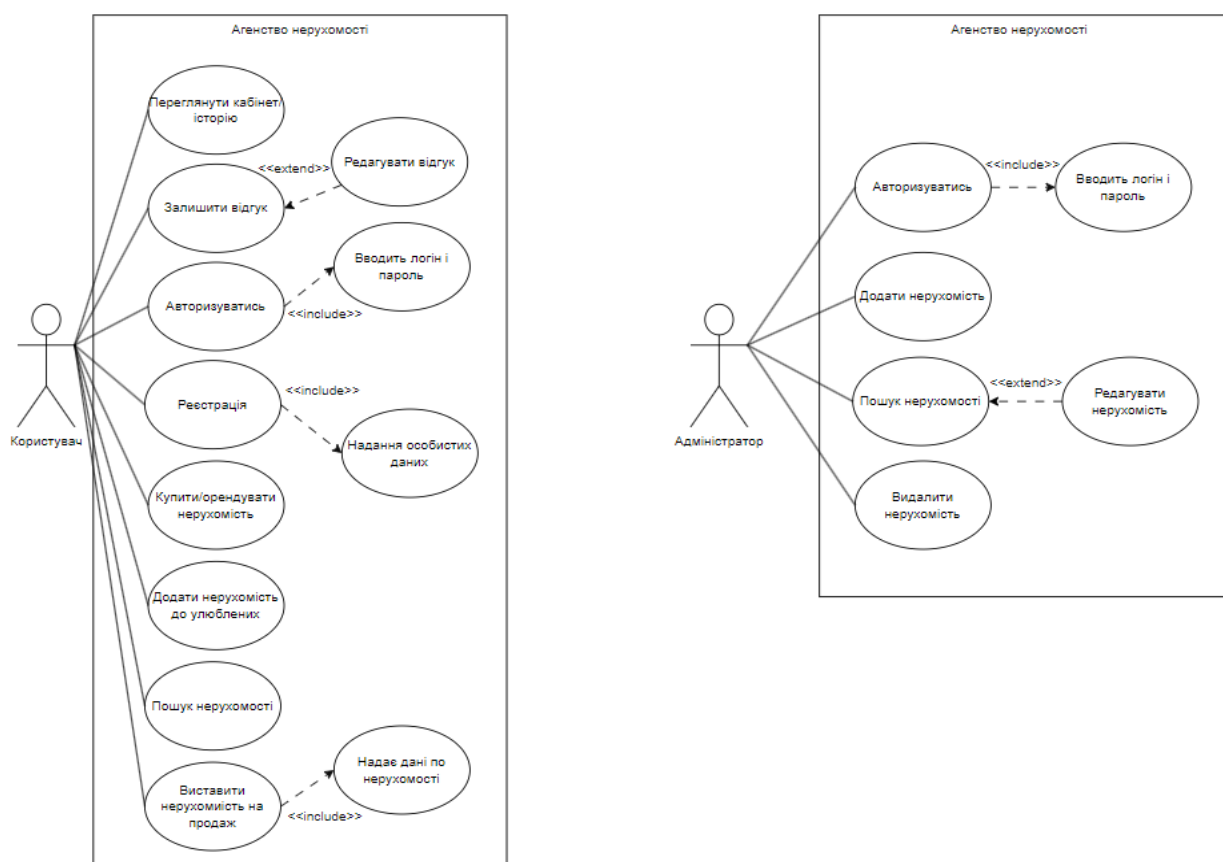 Агенство нерухомості
Переглянути кабінет/
історію
<<extend>>
Редагувати відгук
Залишити відгук
Вводить логін і
пароль
Авторизуватись
<<include>>
Користувач
<<include>>
Реєстрація
Надання особистих
даних
Купити/орендувати
нерухомість
Додати нерухомість
до улюблених
Пошук нерухомості
Надає дані по
нерухомості
Виставити
нерухомиість на
продаж
<<include>>
Агенство нерухомості
<<include>>
Авторизуватись
Вводить логін і
пароль
Додати нерухомість
Адміністратор
<<extend>>
Пошук нерухомості
Редагувати
нерухомість
Видалити
нерухомість